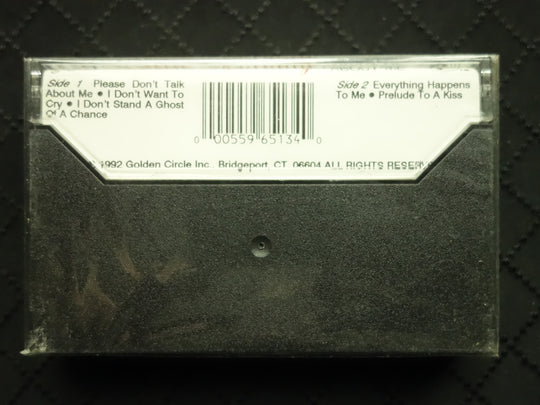 Side 1 Please Don't Talk
About Me • I Don't Want To
Cry • I Don't Stand A Ghost
Of A Chance
0 00559 65134 0
Side 2 Everything Happens
To Me • Prelude To A Kiss
1992 Golden Circle Inc., Bridgeport, CT. 06604 ALL RIGHTS RESERV